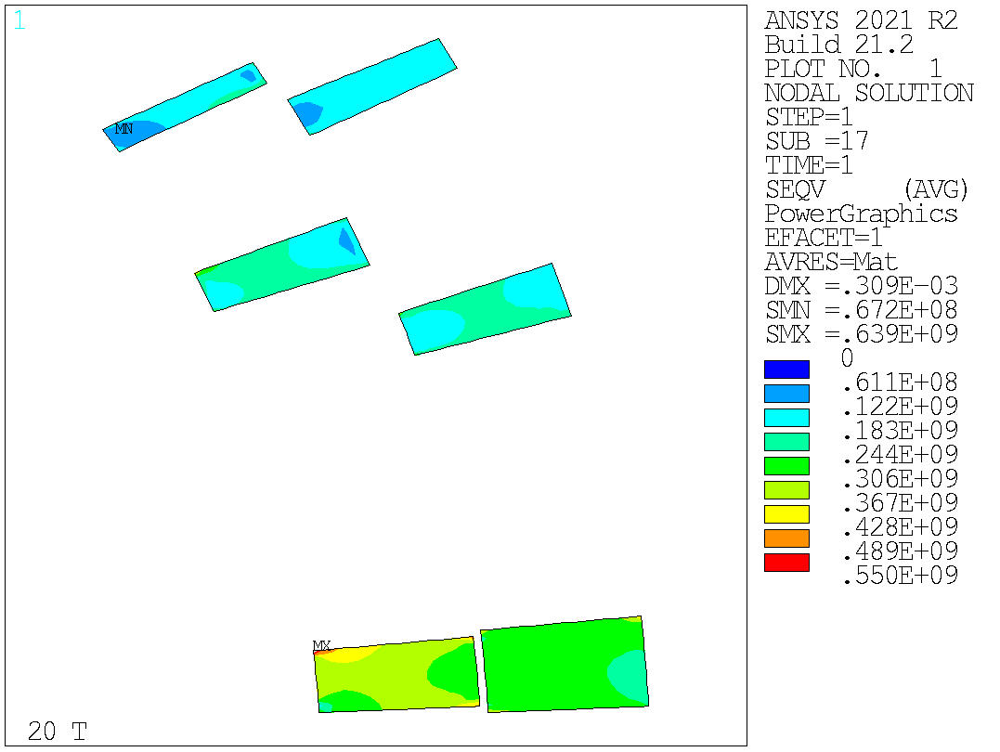 1
MN
MX
20 T
ANSYS 2021 R2
Build 21.2
PLOT NO. 1
NODAL SOLUTION
STEP=1
SUB =17
TIME=1
SEQV (AVG)
PowerGraphics
EFACET=1
AVRES=Mat
DMX =.309E-03
SMN =.672E+08
SMX =.639E+09
0
.611E+08
.122E+09
.183E+09
.244E+09
.306E+09
.367E+09
.428E+09
.489E+09
.550E+09